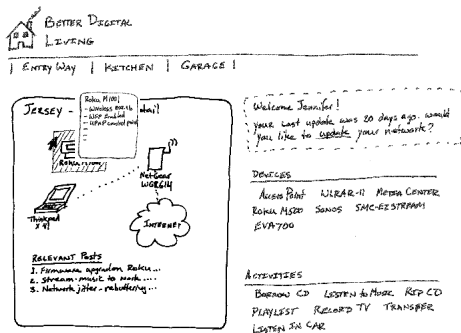 BETTER DIGITAL
LIVING
| ENTRY WAY | KITCHEN | GARAGE |
JERSEY - tail
Roku M1001
- Wireless 802.11b
- WEP Enabled
- UPNP control point
Roku
NetGear
WGR614
Thinkpad
X41
INTERNET
RELEVANT POSTS
1. Firmware upgrade Roku...
2. Stream-music to work....
3. Network jitter-rebuffering...
Welcome Jennifer!
Your last update was 20 days ago. Would
you like to update your network?
DEVICES
Access Point WLRAR-11 MEDIA CENTER
Roku M500 SONOS SMC-EZSTREAM
EVA700
ACTIVITIES
BORROW CD LISTEN to MUSIC RIP CD
PLAYLIST RECORD TV TRANSFER
LISTEN IN CAR